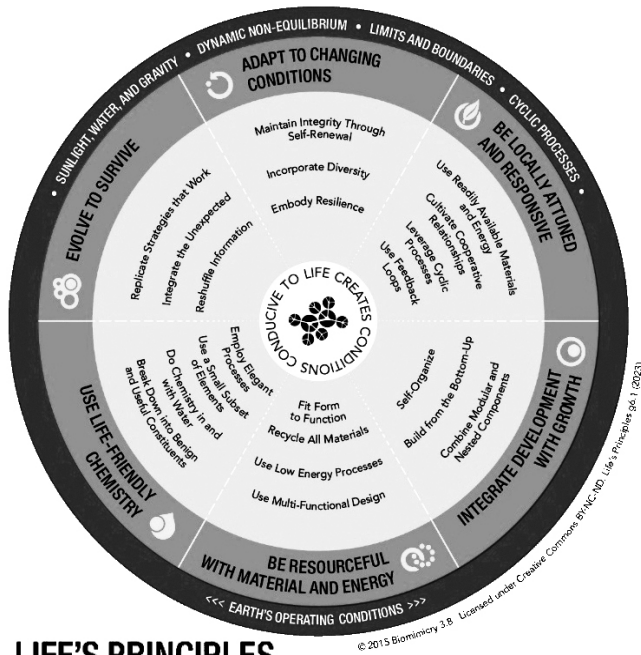 • SUNLIGHT, WATER, AND GRAVITY • DYNAMIC NON-EQUILIBRIUM • LIMITS AND BOUNDARIES • CYCLIC PROCESSES •
ADAPT TO CHANGING
CONDITIONS
Maintain Integrity Through
Self-Renewal
Incorporate Diversity
Embody Resilience
BE LOCALLY ATTUNED
AND RESPONSIVE
Use Readily Available Materials
and Energy
Cultivate Cooperative
Relationships
Leverage Cyclic
Processes
Use Feedback
Loops
INTEGRATE DEVELOPMENT
WITH GROWTH
Self-Organize
Build from the Bottom-Up
Combine Modular and
Nested Components
BE RESOURCEFUL
WITH MATERIAL AND ENERGY
Fit Form
to Function
Recycle All Materials
Use Low Energy Processes
Use Multi-Functional Design
USE LIFE-FRIENDLY
CHEMISTRY
Employ Elegant
Processes
Use a Small Subset
of Elements
Do Chemistry in and
with Water
Break Down into Benign
and Useful Constituents
EVOLVE TO SURVIVE
Replicate Strategies that Work
Integrate the Unexpected
Reshuffle Information
CREATES CONDITIONS CONDUCIVE TO LIFE
<<< EARTH'S OPERATING CONDITIONS >>>
© 2015 Biomimicry 3.8 Licensed under Creative Commons BY-NC-ND. Life's Principles g6.1 (2023)
LIFE'S PRINCIPLES